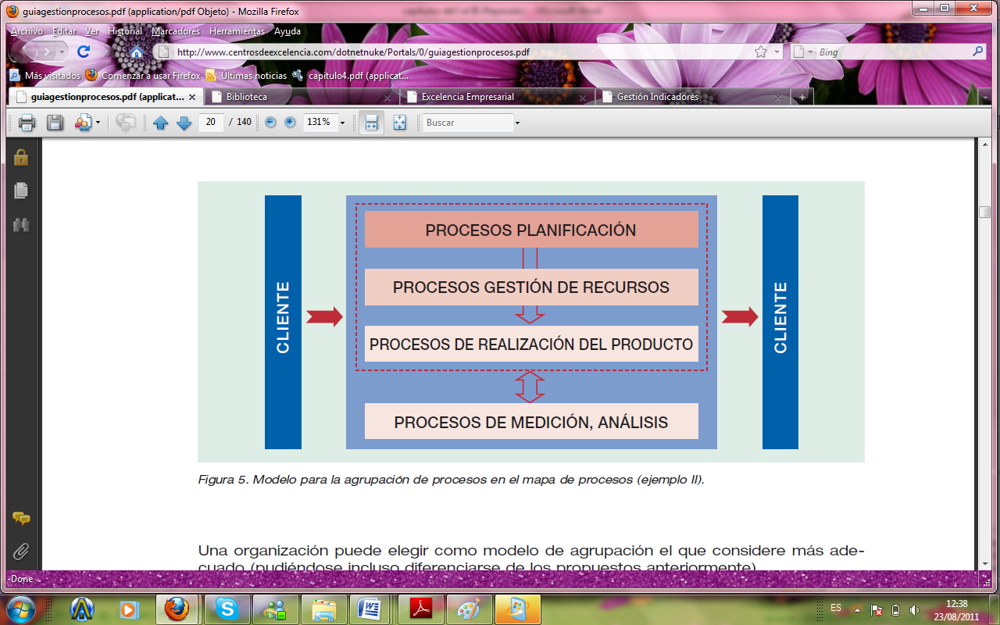 guiagestionprocesos.pdf (application/pdf Objeto) - Mozilla Firefox
Archivo Editar Ver Historial Marcadores Herramientas Ayuda
http://www.centrosdeexcelencia.com/dotnetnuke/Portals/0/guiagestionprocesos.pdf
Bing
Más visitados Comenzar a usar Firefox Últimas noticias capitulo4.pdf (applicat...
guiagestionprocesos.pdf (applicat... Biblioteca Excelencia Empresarial Gestión Indicadores
20 / 140 131% Buscar
CLIENTE
PROCESOS PLANIFICACIÓN
PROCESOS GESTIÓN DE RECURSOS
PROCESOS DE REALIZACIÓN DEL PRODUCTO
PROCESOS DE MEDICIÓN, ANÁLISIS
CLIENTE
Figura 5. Modelo para la agrupación de procesos en el mapa de procesos (ejemplo II).
Una organización puede elegir como modelo de agrupación el que considere más ade-
cuado (pudiéndose incluso diferenciarse de los propuestos anteriormente)
Done
ES
12:38
23/08/2011